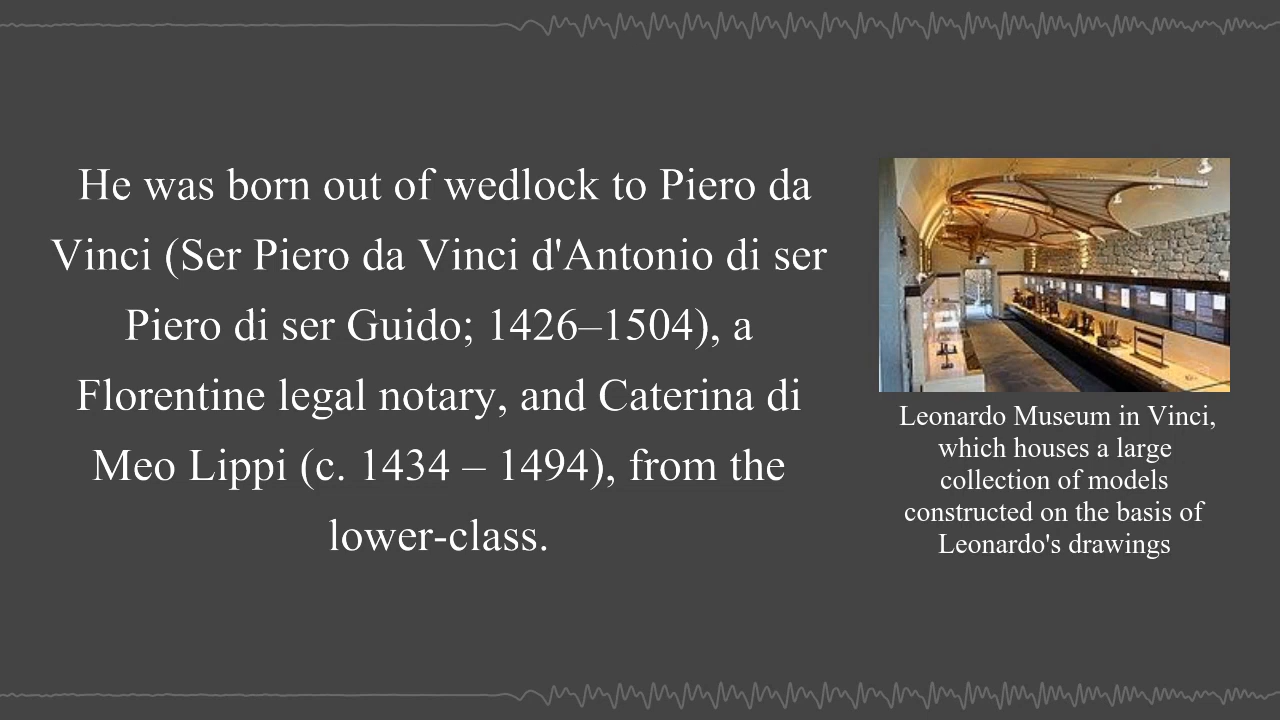 He was born out of wedlock to Piero da
Vinci (Ser Piero da Vinci d'Antonio di ser
Piero di ser Guido; 1426–1504), a
Florentine legal notary, and Caterina di
Meo Lippi (c. 1434 – 1494), from the
lower-class.
Leonardo Museum in Vinci,
which houses a large
collection of models
constructed on the basis of
Leonardo's drawings